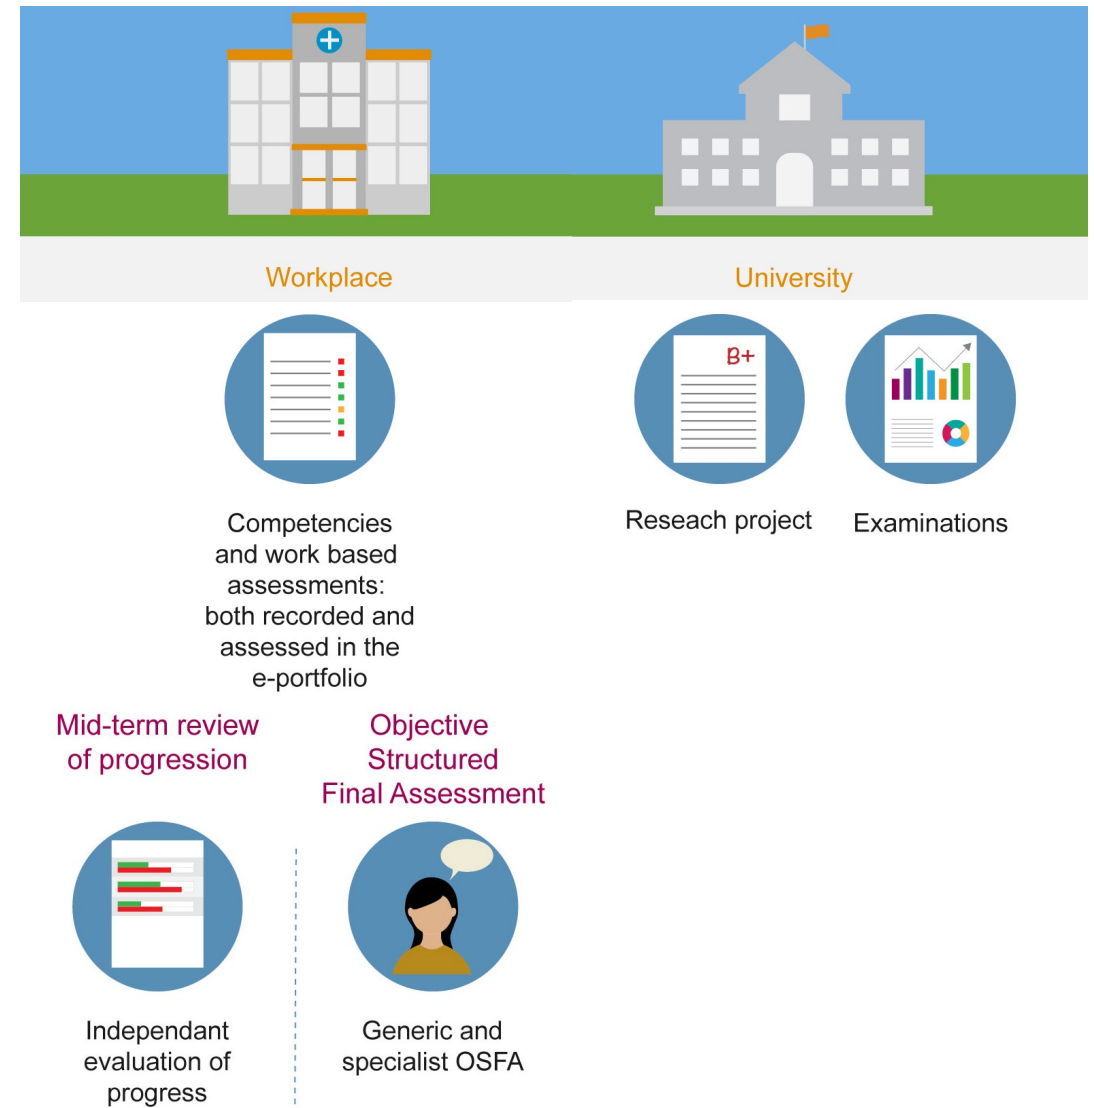 Workplace
University
B+
Competencies
and work based
assessments:
both recorded and
assessed in the
e-portfolio
Reseach project
Examinations
Mid-term review
of progression
Objective
Structured
Final Assessment
Independant
evaluation of
progress
Generic and
specialist OSFA